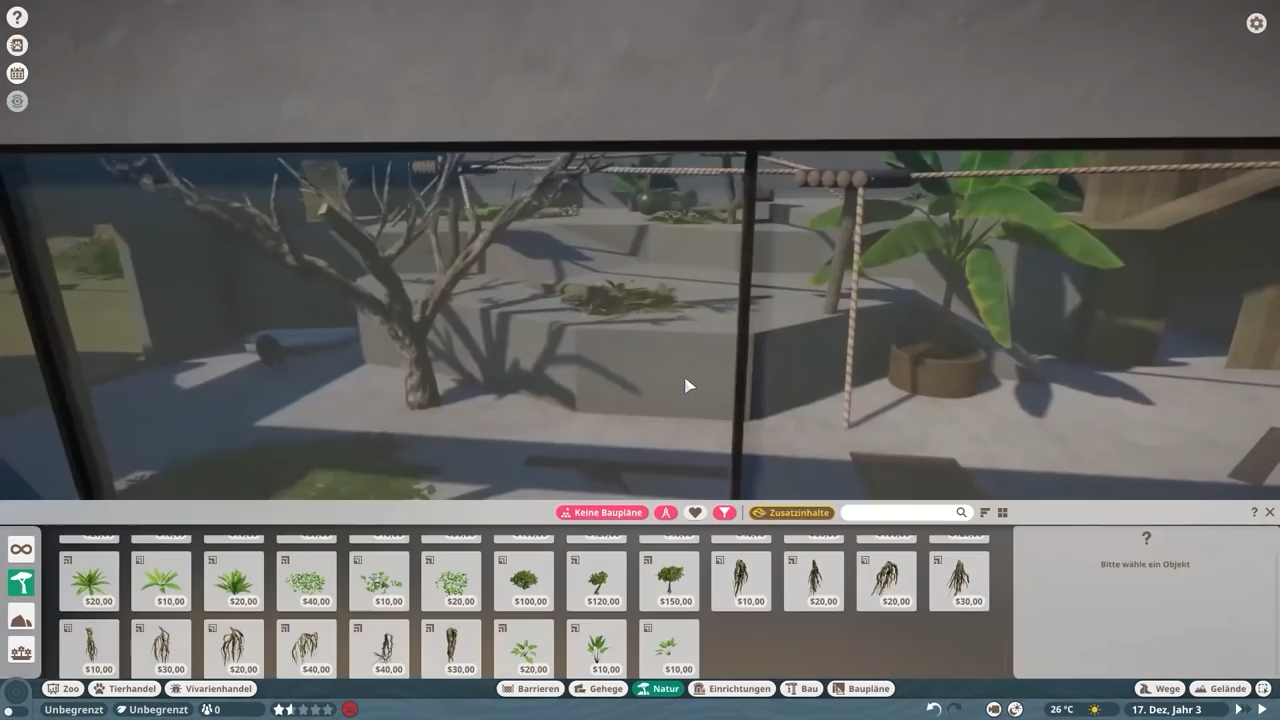 ?
Keine Baupläne
Zusatzinhalte
? ×
?
Bitte wähle ein Objekt
$20,00 $10,00 $20,00 $40,00 $10,00 $20,00 $100,00 $120,00 $150,00 $10,00 $20,00 $20,00 $30,00
$10,00 $30,00 $20,00 $40,00 $40,00 $30,00 $20,00 $10,00 $10,00
Zoo Tierhandel Vivarienhandel Barrieren Gehege Natur Einrichtungen Bau Baupläne Wege Gelände
Unbegrenzt Unbegrenzt 0 26 °C 17. Dez, Jahr 3